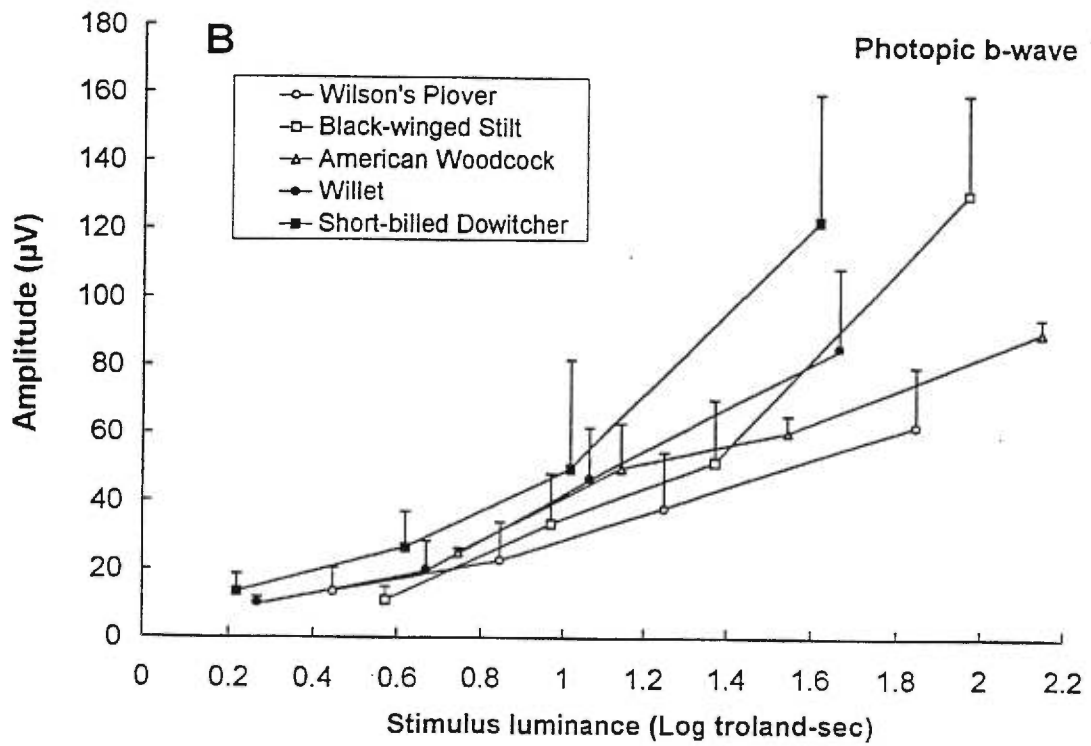 B
Photopic b-wave
Wilson's Plover
Black-winged Stilt
American Woodcock
Willet
Short-billed Dowitcher
Amplitude (µV)
180
160
140
120
100
80
60
40
20
0
0 0.2 0.4 0.6 0.8 1 1.2 1.4 1.6 1.8 2 2.2
Stimulus luminance (Log troland-sec)